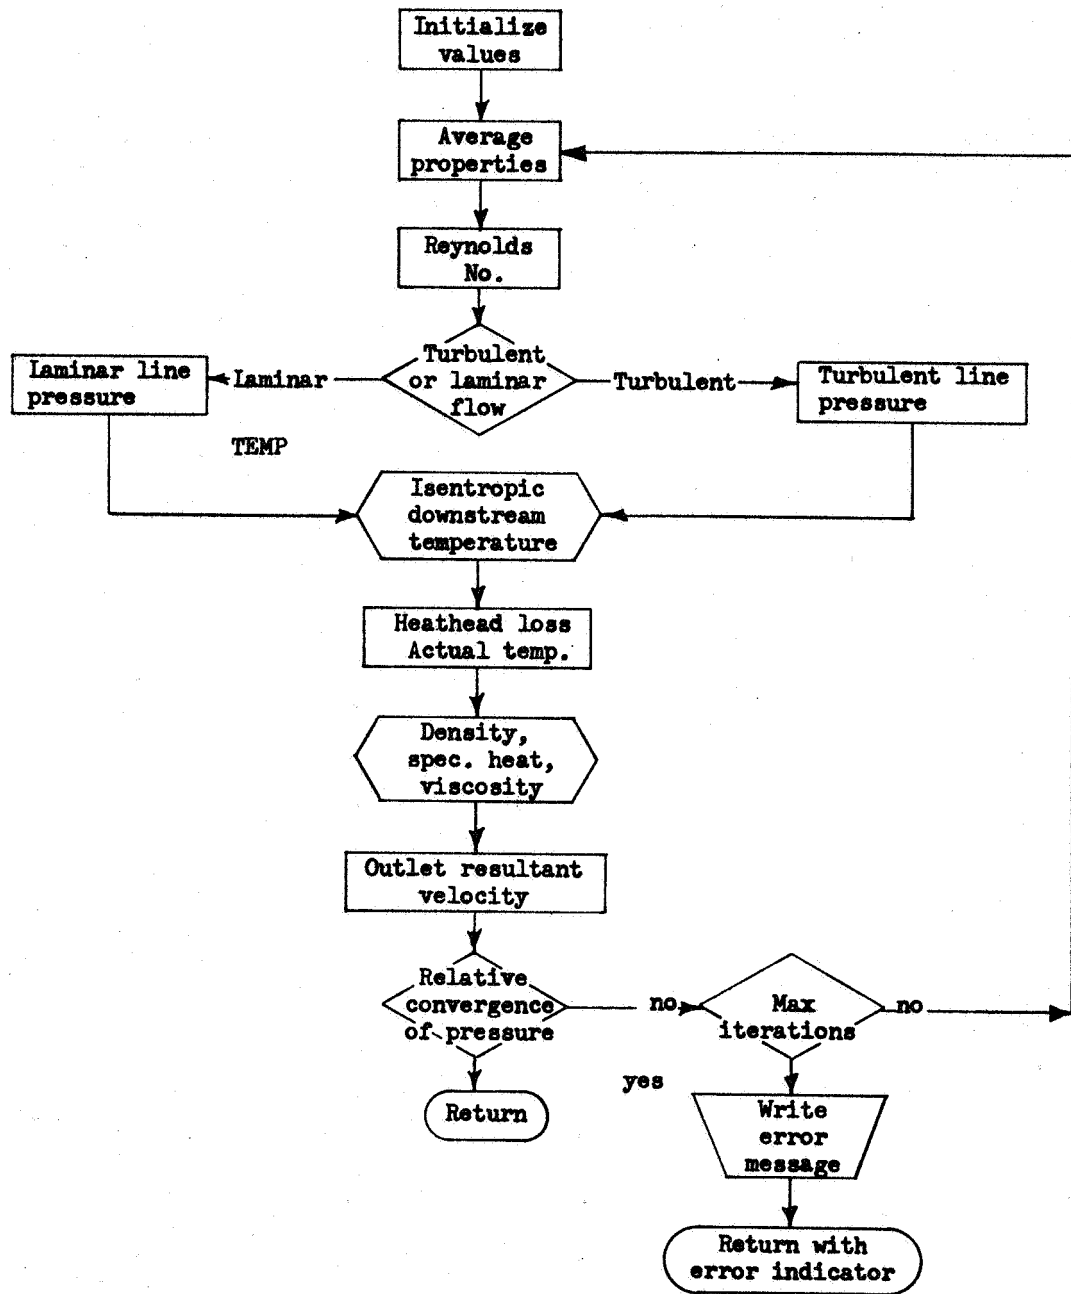 Initialize
values
Average
properties
Reynolds
No.
Turbulent
or laminar
flow
Laminar
Turbulent
Laminar line
pressure
Turbulent line
pressure
TEMP
Isentropic
downstream
temperature
Heathead loss
Actual temp.
Density,
spec. heat,
viscosity
Outlet resultant
velocity
Relative
convergence
of pressure
no
Max
iterations
no
yes
Return
Write
error
message
Return with
error indicator